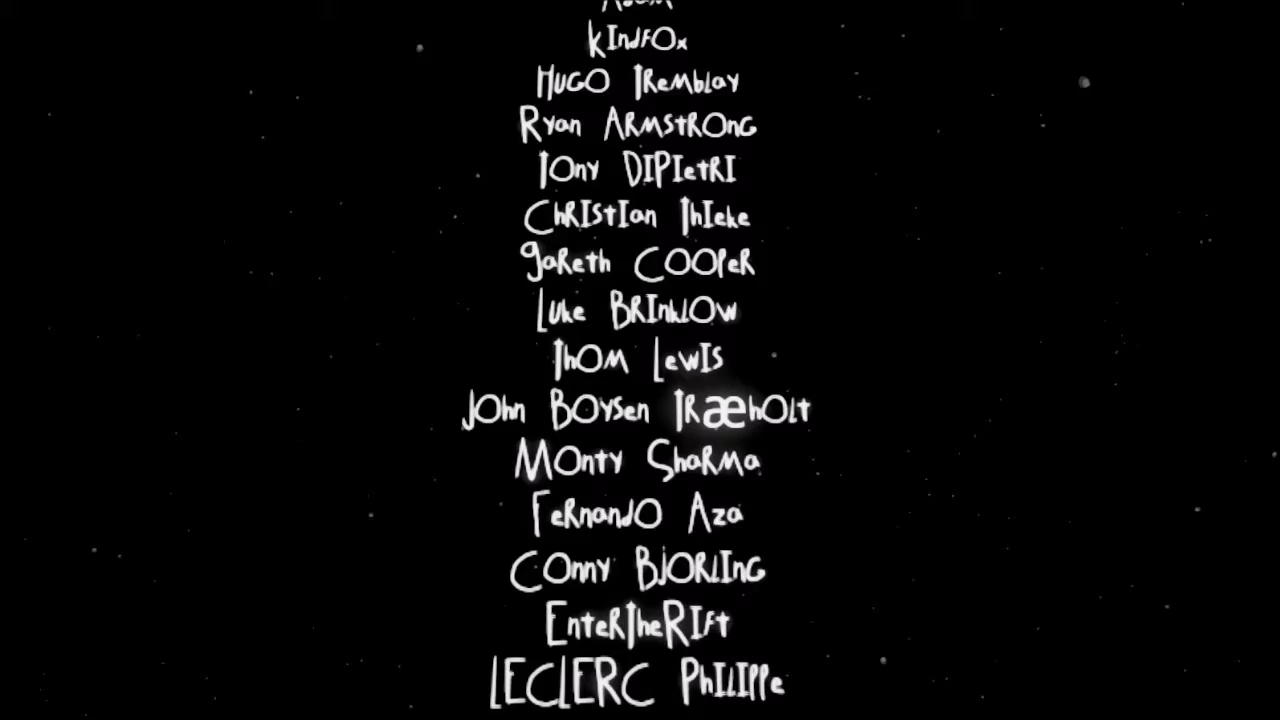 KINDFOX
HUGO TREMBLAY
RYAN ARMSTRONG
TONY DIPIETRI
CHRISTIAN THIEKE
GARETH COOPER
LUKE BRINKLOW
THOM LEWIS
JOHN BOYSEN TRæHOLT
MONTY SHARMA
FERNANDO AZA
CONNY BJORLING
ENTERTHERIFT
LECLERC PHILIPPE